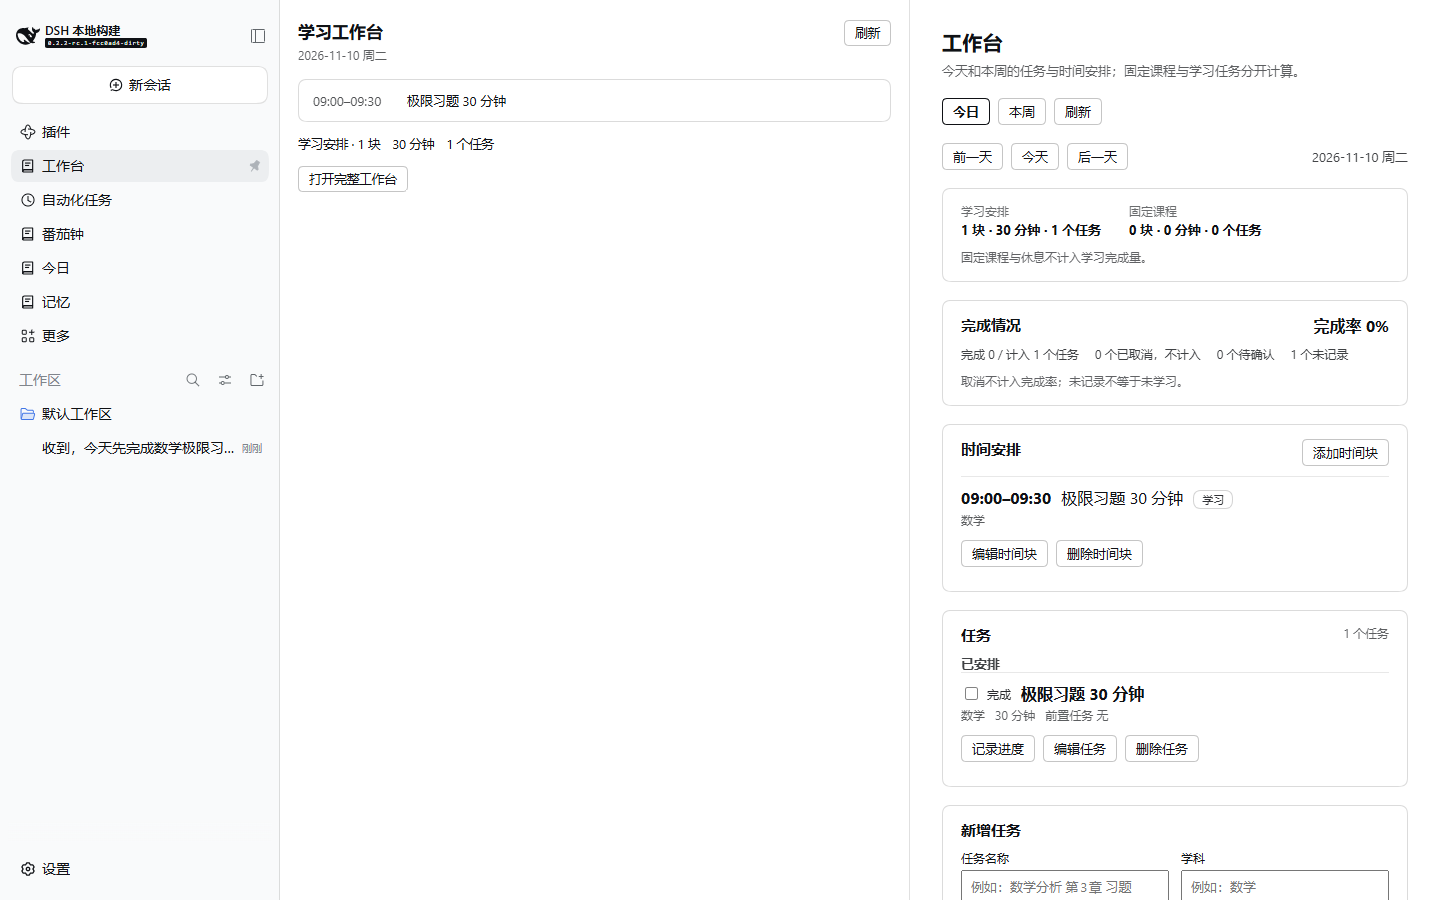 DSH 本地构建
0.3.2-rc.1-fcc0ad4-dirty
新会话
插件
工作台
自动化任务
番茄钟
今日
记忆
更多
工作区
默认工作区
收到，今天先完成数学极限习... 刚刚
设置
学习工作台
刷新
2026-11-10 周二
09:00–09:30 极限习题 30 分钟
学习安排 · 1 块 30 分钟 1 个任务
打开完整工作台
工作台
今天和本周的任务与时间安排；固定课程与学习任务分开计算。
今日 本周 刷新
前一天 今天 后一天 2026-11-10 周二
学习安排 固定课程
1 块 · 30 分钟 · 1 个任务 0 块 · 0 分钟 · 0 个任务
固定课程与休息不计入学习完成量。
完成情况 完成率 0%
完成 0 / 计入 1 个任务 0 个已取消，不计入 0 个待确认 1 个未记录
取消不计入完成率；未记录不等于未学习。
时间安排 添加时间块
09:00–09:30 极限习题 30 分钟 学习
数学
编辑时间块 删除时间块
任务 1 个任务
已安排
完成 极限习题 30 分钟
数学 30 分钟 前置任务 无
记录进度 编辑任务 删除任务
新增任务
任务名称 学科
例如：数学分析 第 3 章 习题 例如：数学